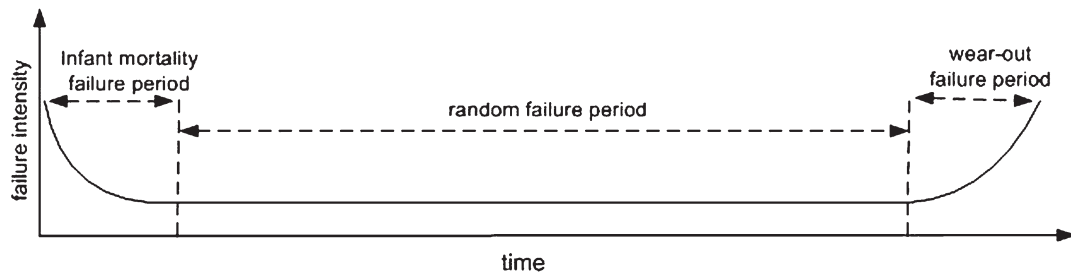 Infant mortality
failure period
wear-out
failure period
random failure period
failure intensity
time